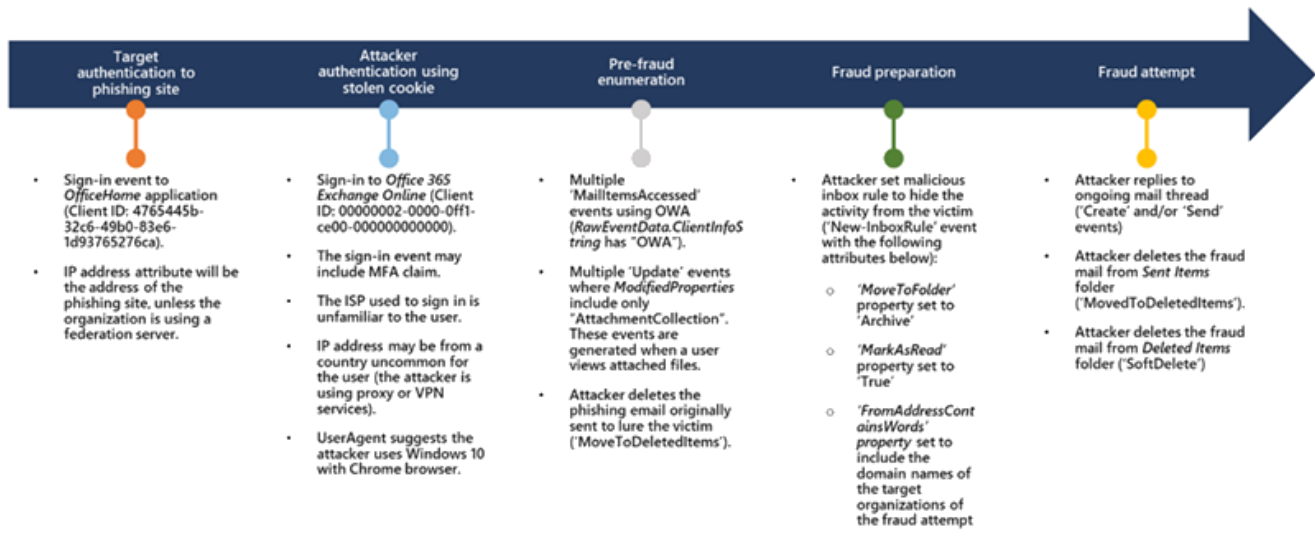 Target
authentication to
phishing site
Attacker
authentication using
stolen cookie
Pre-fraud
enumeration
Fraud preparation
Fraud attempt
• Sign-in event to
OfficeHome application
(Client ID: 4765445b-
32c6-49b0-83e6-
1d93765276ca).
• IP address attribute will be
the address of the
phishing site, unless the
organization is using a
federation server.
• Sign-in to Office 365
Exchange Online (Client
ID: 00000002-0000-0ff1-
ce00-000000000000).
• The sign-in event may
include MFA claim.
• The ISP used to sign in is
unfamiliar to the user.
• IP address may be from a
country uncommon for
the user (the attacker is
using proxy or VPN
services).
• UserAgent suggests the
attacker uses Windows 10
with Chrome browser.
• Multiple
'MailItemsAccessed'
events using OWA
(RawEventData.ClientInfoS
tring has "OWA").
• Multiple 'Update' events
where ModifiedProperties
include only
"AttachmentCollection".
These events are
generated when a user
views attached files.
• Attacker deletes the
phishing email originally
sent to lure the victim
('MoveToDeletedItems').
• Attacker set malicious
inbox rule to hide the
activity from the victim
('New-InboxRule' event
with the following
attributes below):
o 'MoveToFolder'
property set to
'Archive'
o 'MarkAsRead'
property set to
'True'
o 'FromAddressCont
ainsWords'
property set to
include the
domain names of
the target
organizations of
the fraud attempt
• Attacker replies to
ongoing mail thread
('Create' and/or 'Send'
events)
• Attacker deletes the fraud
mail from Sent Items
folder
('MovedToDeletedItems').
• Attacker deletes the fraud
mail from Deleted Items
folder ('SoftDelete')